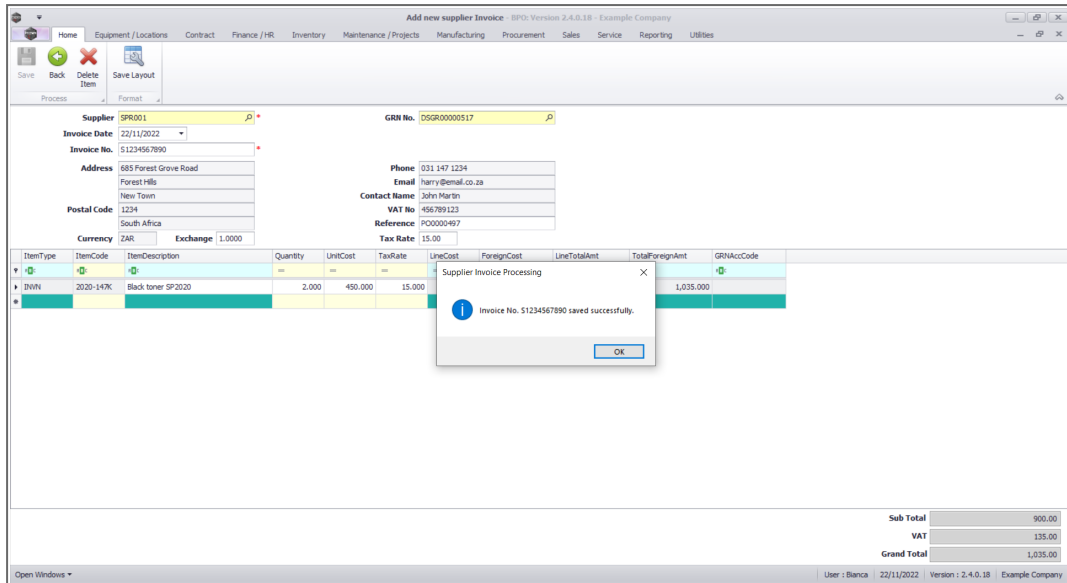 Add new supplier Invoice - BPO: Version 2.4.0.18 - Example Company
Home Equipment / Locations Contract Finance / HR Inventory Maintenance / Projects Manufacturing Procurement Sales Service Reporting Utilities
Save Back Delete Item Save Layout
Process Format
Supplier SPR001 * GRN No. DSGR00000517
Invoice Date 22/11/2022
Invoice No. S1234567890 *
Address 685 Forest Grove Road Phone 031 147 1234
Forest Hills Email harry@email.co.za
New Town Contact Name John Martin
Postal Code 1234 VAT No 456789123
South Africa Reference PO0000497
Currency ZAR Exchange 1.0000 Tax Rate 15.00
ItemType ItemCode ItemDescription Quantity UnitCost TaxRate LineCost ForeignCost LineTotalAmt TotalForeignAmt GRNAccCode
= = =
INVN 2020-147K Black toner SP2020 2.000 450.000 15.000 1,035.000
Supplier Invoice Processing
Invoice No. S1234567890 saved successfully.
OK
Sub Total 900.00
VAT 135.00
Grand Total 1,035.00
Open Windows User : Bianca 22/11/2022 Version : 2.4.0.18 Example Company